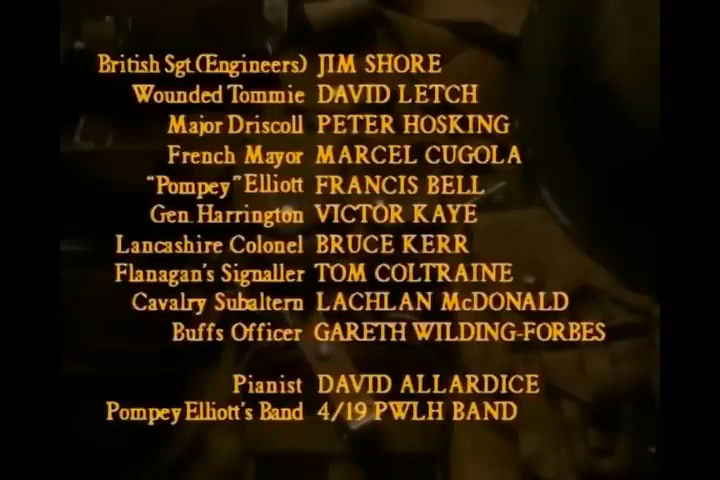 British Sgt. (Engineers) JIM SHORE
Wounded Tommie DAVID LETCH
Major Driscoll PETER HOSKING
French Mayor MARCEL CUGOLA
"Pompey" Elliott FRANCIS BELL
Gen. Harrington VICTOR KAYE
Lancashire Colonel BRUCE KERR
Flanagan's Signaller TOM COLTRAINE
Cavalry Subaltern LACHLAN McDONALD
Buffs Officer GARETH WILDING-FORBES
Pianist DAVID ALLARDICE
Pompey Elliott's Band 4/19 PWLH BAND